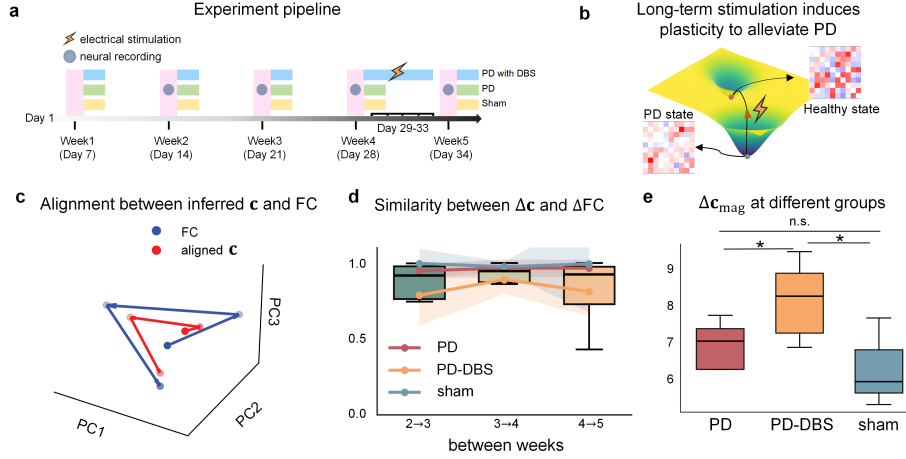 a
Experiment pipeline
electrical stimulation
neural recording
PD with DBS
PD
Sham
Day 1
Day 29-33
Week1
(Day 7)
Week2
(Day 14)
Week3
(Day 21)
Week4
(Day 28)
Week5
(Day 34)
b
Long-term stimulation induces
plasticity to alleviate PD
Healthy state
PD state
c
Alignment between inferred c and FC
FC
aligned c
PC1
PC2
PC3
d
Similarity between Δc and ΔFC
1.0
0.5
0.0
PD
PD-DBS
sham
2→3
3→4
4→5
between weeks
e
Δc_mag at different groups
n.s.
*
*
9
8
7
6
PD
PD-DBS
sham